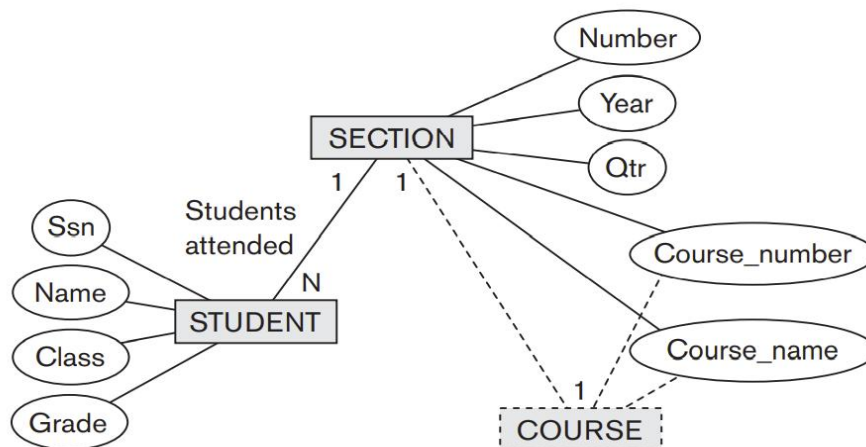 Number
Year
SECTION
Qtr
1
1
Students
attended
Ssn
Course_number
Name
N
STUDENT
Class
Course_name
1
Grade
COURSE